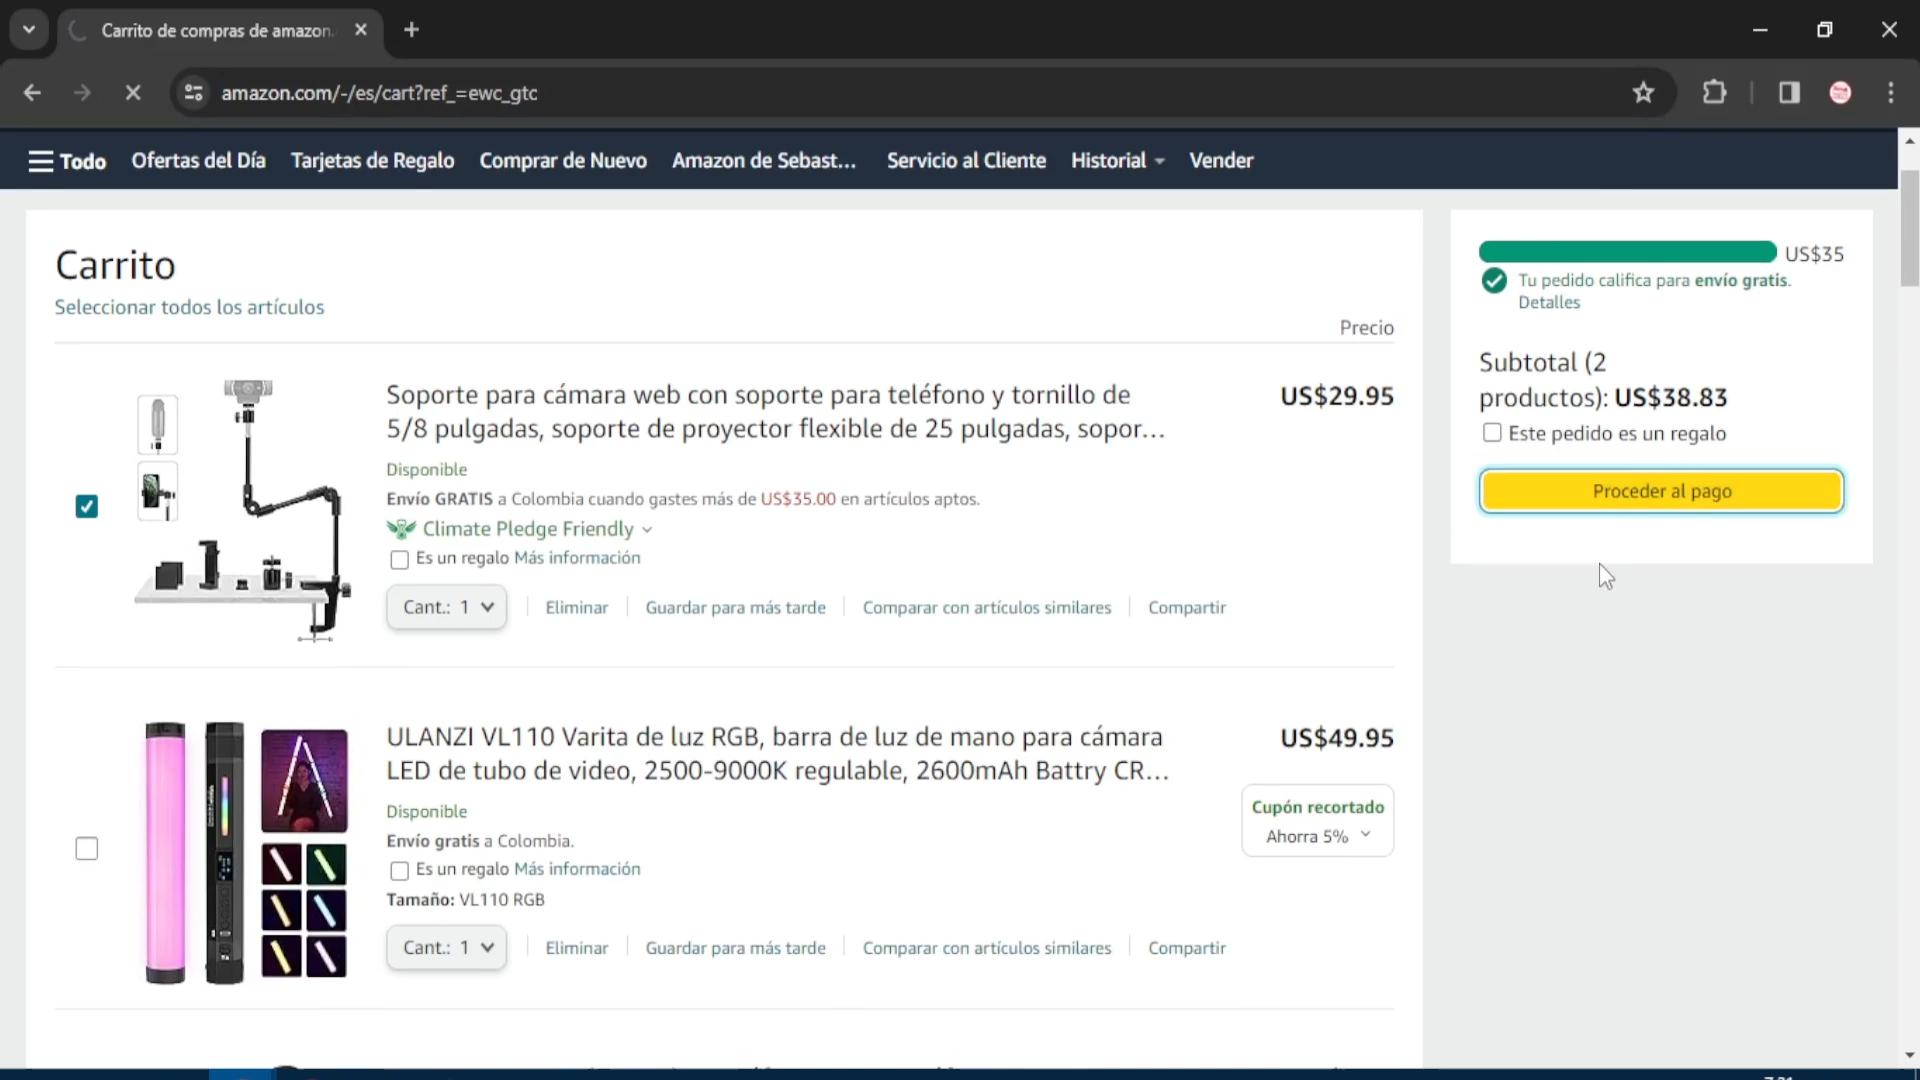 Carrito de compras de amazon.
amazon.com/-/es/cart?ref_=ewc_gtc
Todo Ofertas del Día Tarjetas de Regalo Comprar de Nuevo Amazon de Sebast... Servicio al Cliente Historial Vender
Carrito
Seleccionar todos los artículos
Precio
Soporte para cámara web con soporte para teléfono y tornillo de
5/8 pulgadas, soporte de proyector flexible de 25 pulgadas, sopor...
US$29.95
Disponible
Envío GRATIS a Colombia cuando gastes más de US$35.00 en artículos aptos.
Climate Pledge Friendly
Es un regalo Más información
Cant.: 1 Eliminar Guardar para más tarde Comparar con artículos similares Compartir
ULANZI VL110 Varita de luz RGB, barra de luz de mano para cámara
LED de tubo de video, 2500-9000K regulable, 2600mAh Battry CR...
US$49.95
Cupón recortado
Ahorra 5%
Disponible
Envío gratis a Colombia.
Es un regalo Más información
Tamaño: VL110 RGB
Cant.: 1 Eliminar Guardar para más tarde Comparar con artículos similares Compartir
US$35
Tu pedido califica para envío gratis.
Detalles
Subtotal (2
productos): US$38.83
Este pedido es un regalo
Proceder al pago